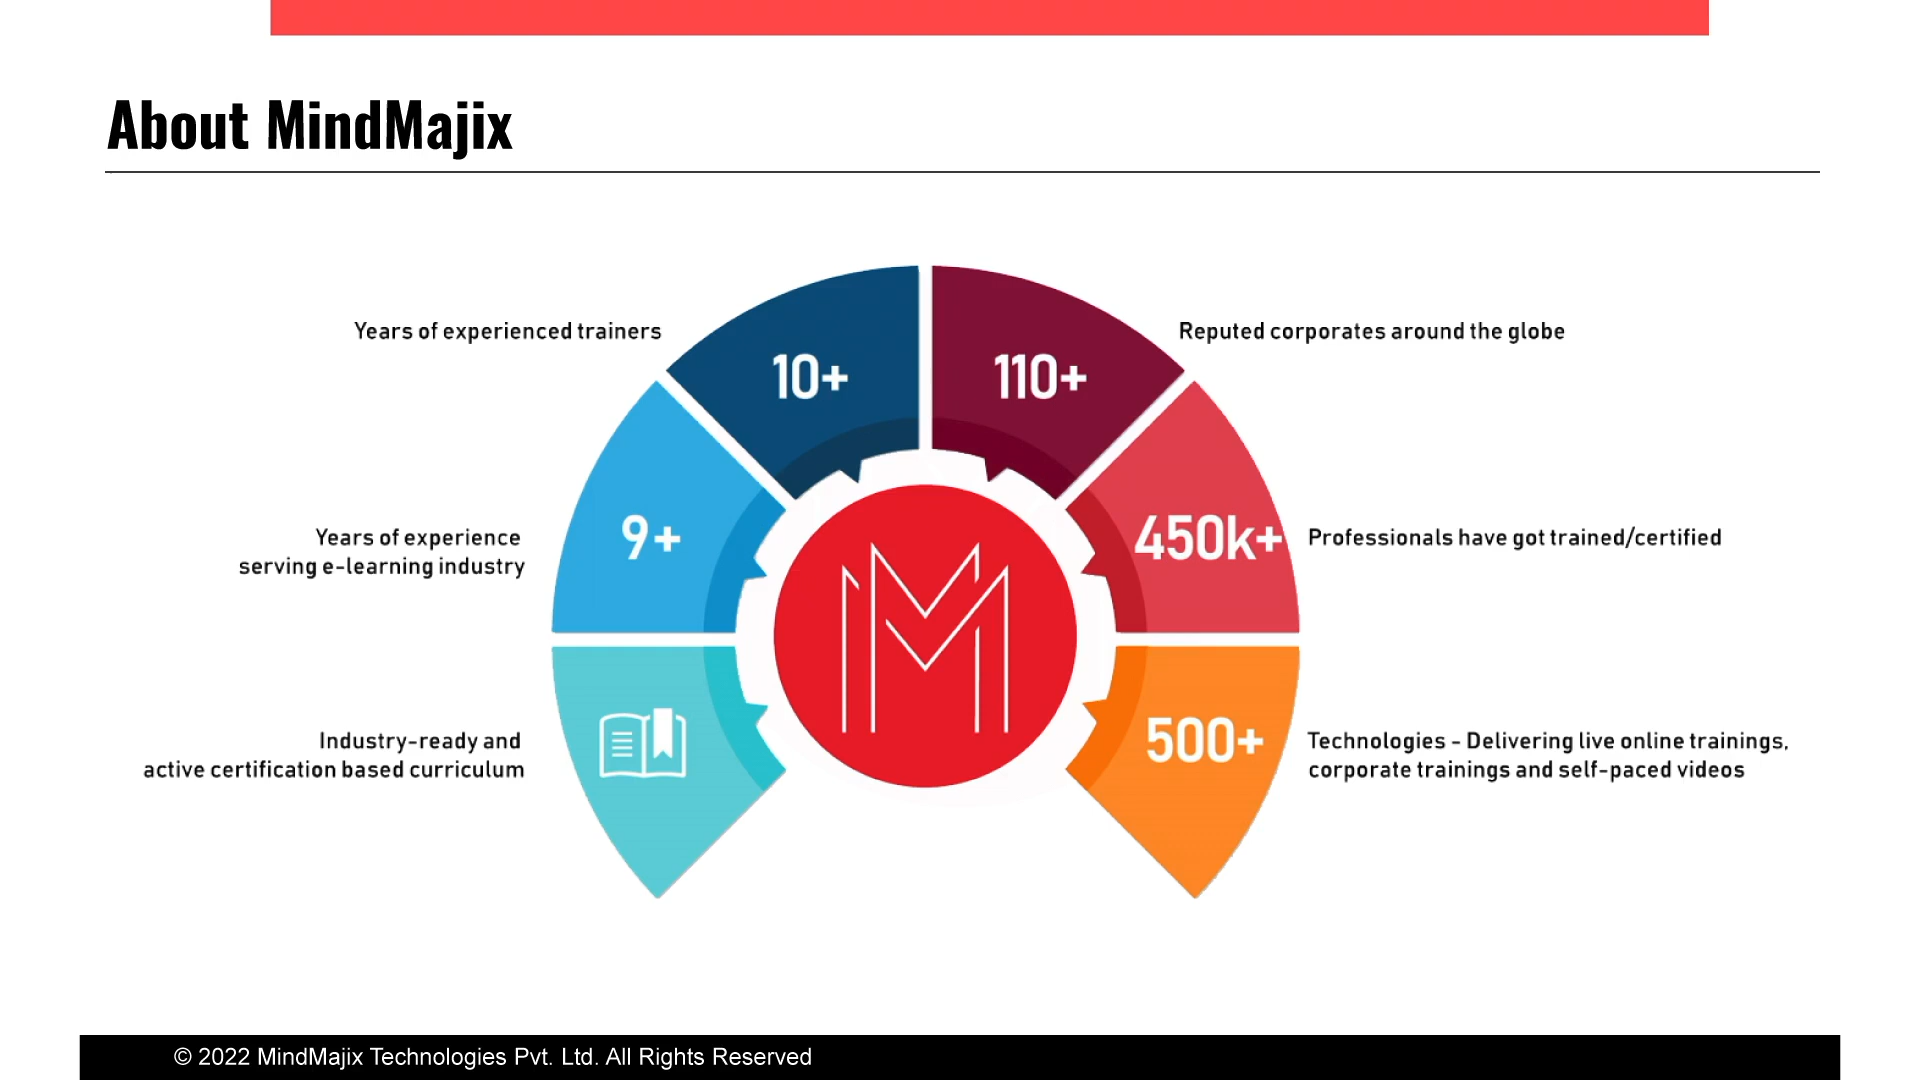 About MindMajix
Years of experienced trainers
10+
110+
Reputed corporates around the globe
Years of experience
serving e-learning industry
9+
450k+
Professionals have got trained/certified
Industry-ready and
active certification based curriculum
500+
Technologies - Delivering live online trainings,
corporate trainings and self-paced videos
© 2022 MindMajix Technologies Pvt. Ltd. All Rights Reserved